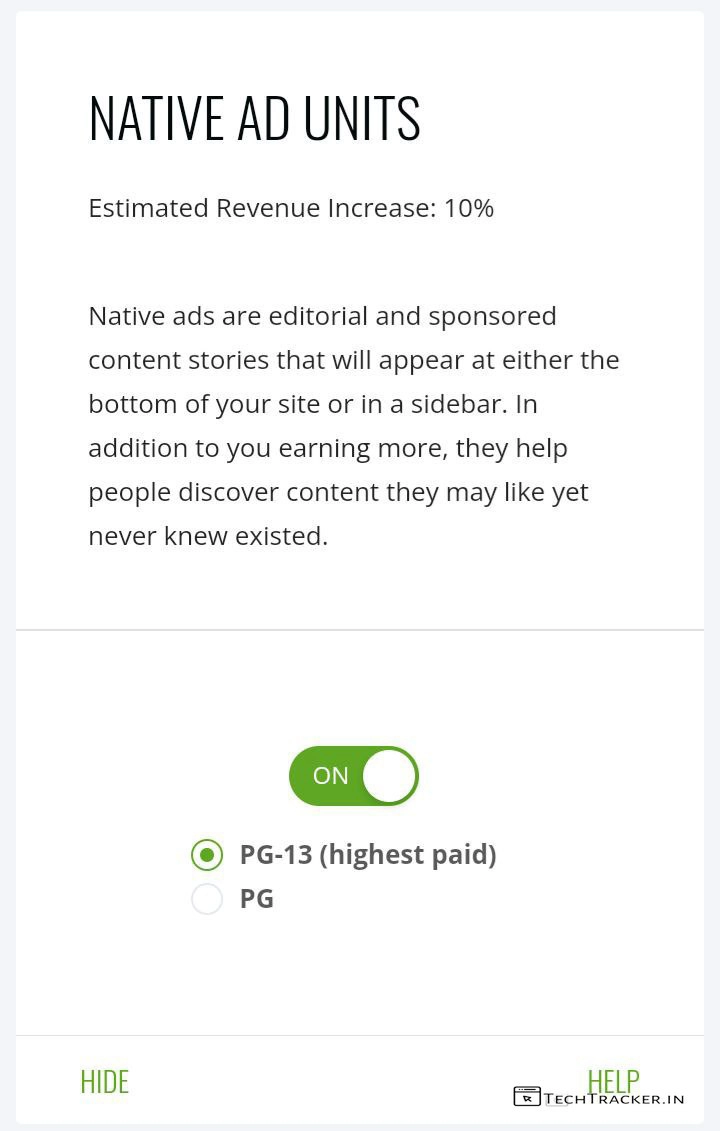 NATIVE AD UNITS
Estimated Revenue Increase: 10%
Native ads are editorial and sponsored
content stories that will appear at either the
bottom of your site or in a sidebar. In
addition to you earning more, they help
people discover content they may like yet
never knew existed.
ON
PG-13 (highest paid)
PG
HIDE
HELP
TECHTRACKER.IN